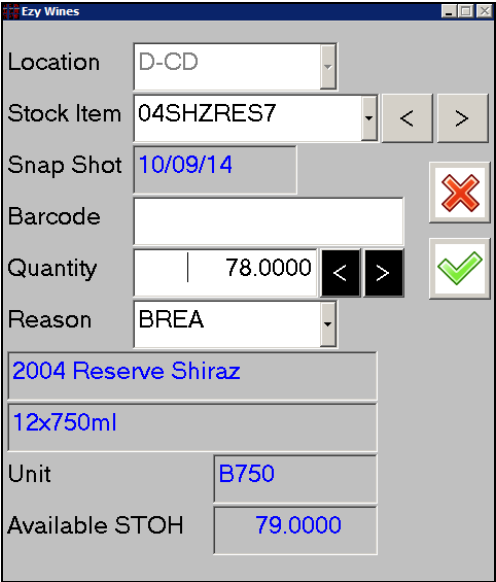 Ezy Wines
Location D-CD
Stock Item 04SHZRES7 < >
Snap Shot 10/09/14
Barcode
Quantity 78.0000 < >
Reason BREA
2004 Reserve Shiraz
12x750ml
Unit B750
Available STOH 79.0000